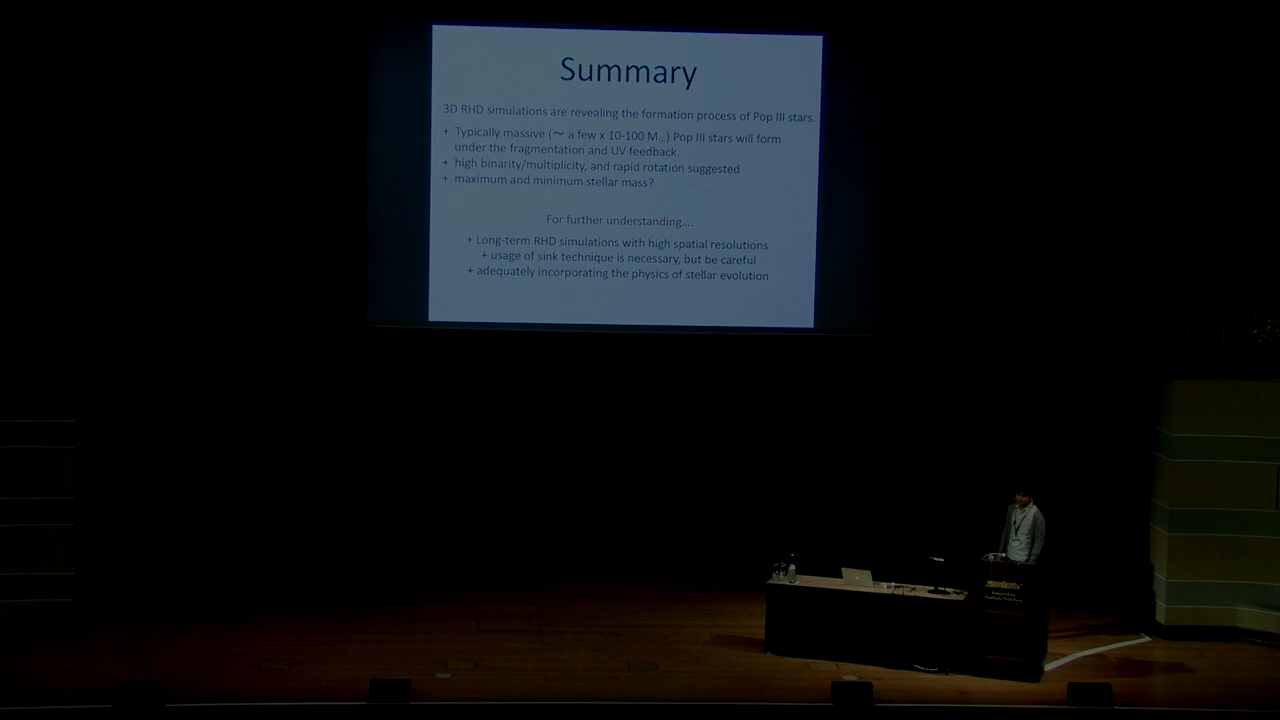 Summary
3D RHD simulations are revealing the formation process of Pop III stars.
+ Typically massive (～ a few x 10-100 M..) Pop III stars will form
under the fragmentation and UV feedback.
+ high binarity/multiplicity, and rapid rotation suggested
+ maximum and minimum stellar mass?
For further understanding....
+ Long-term RHD simulations with high spatial resolutions
+ usage of sink technique is necessary, but be careful
+ adequately incorporating the physics of stellar evolution